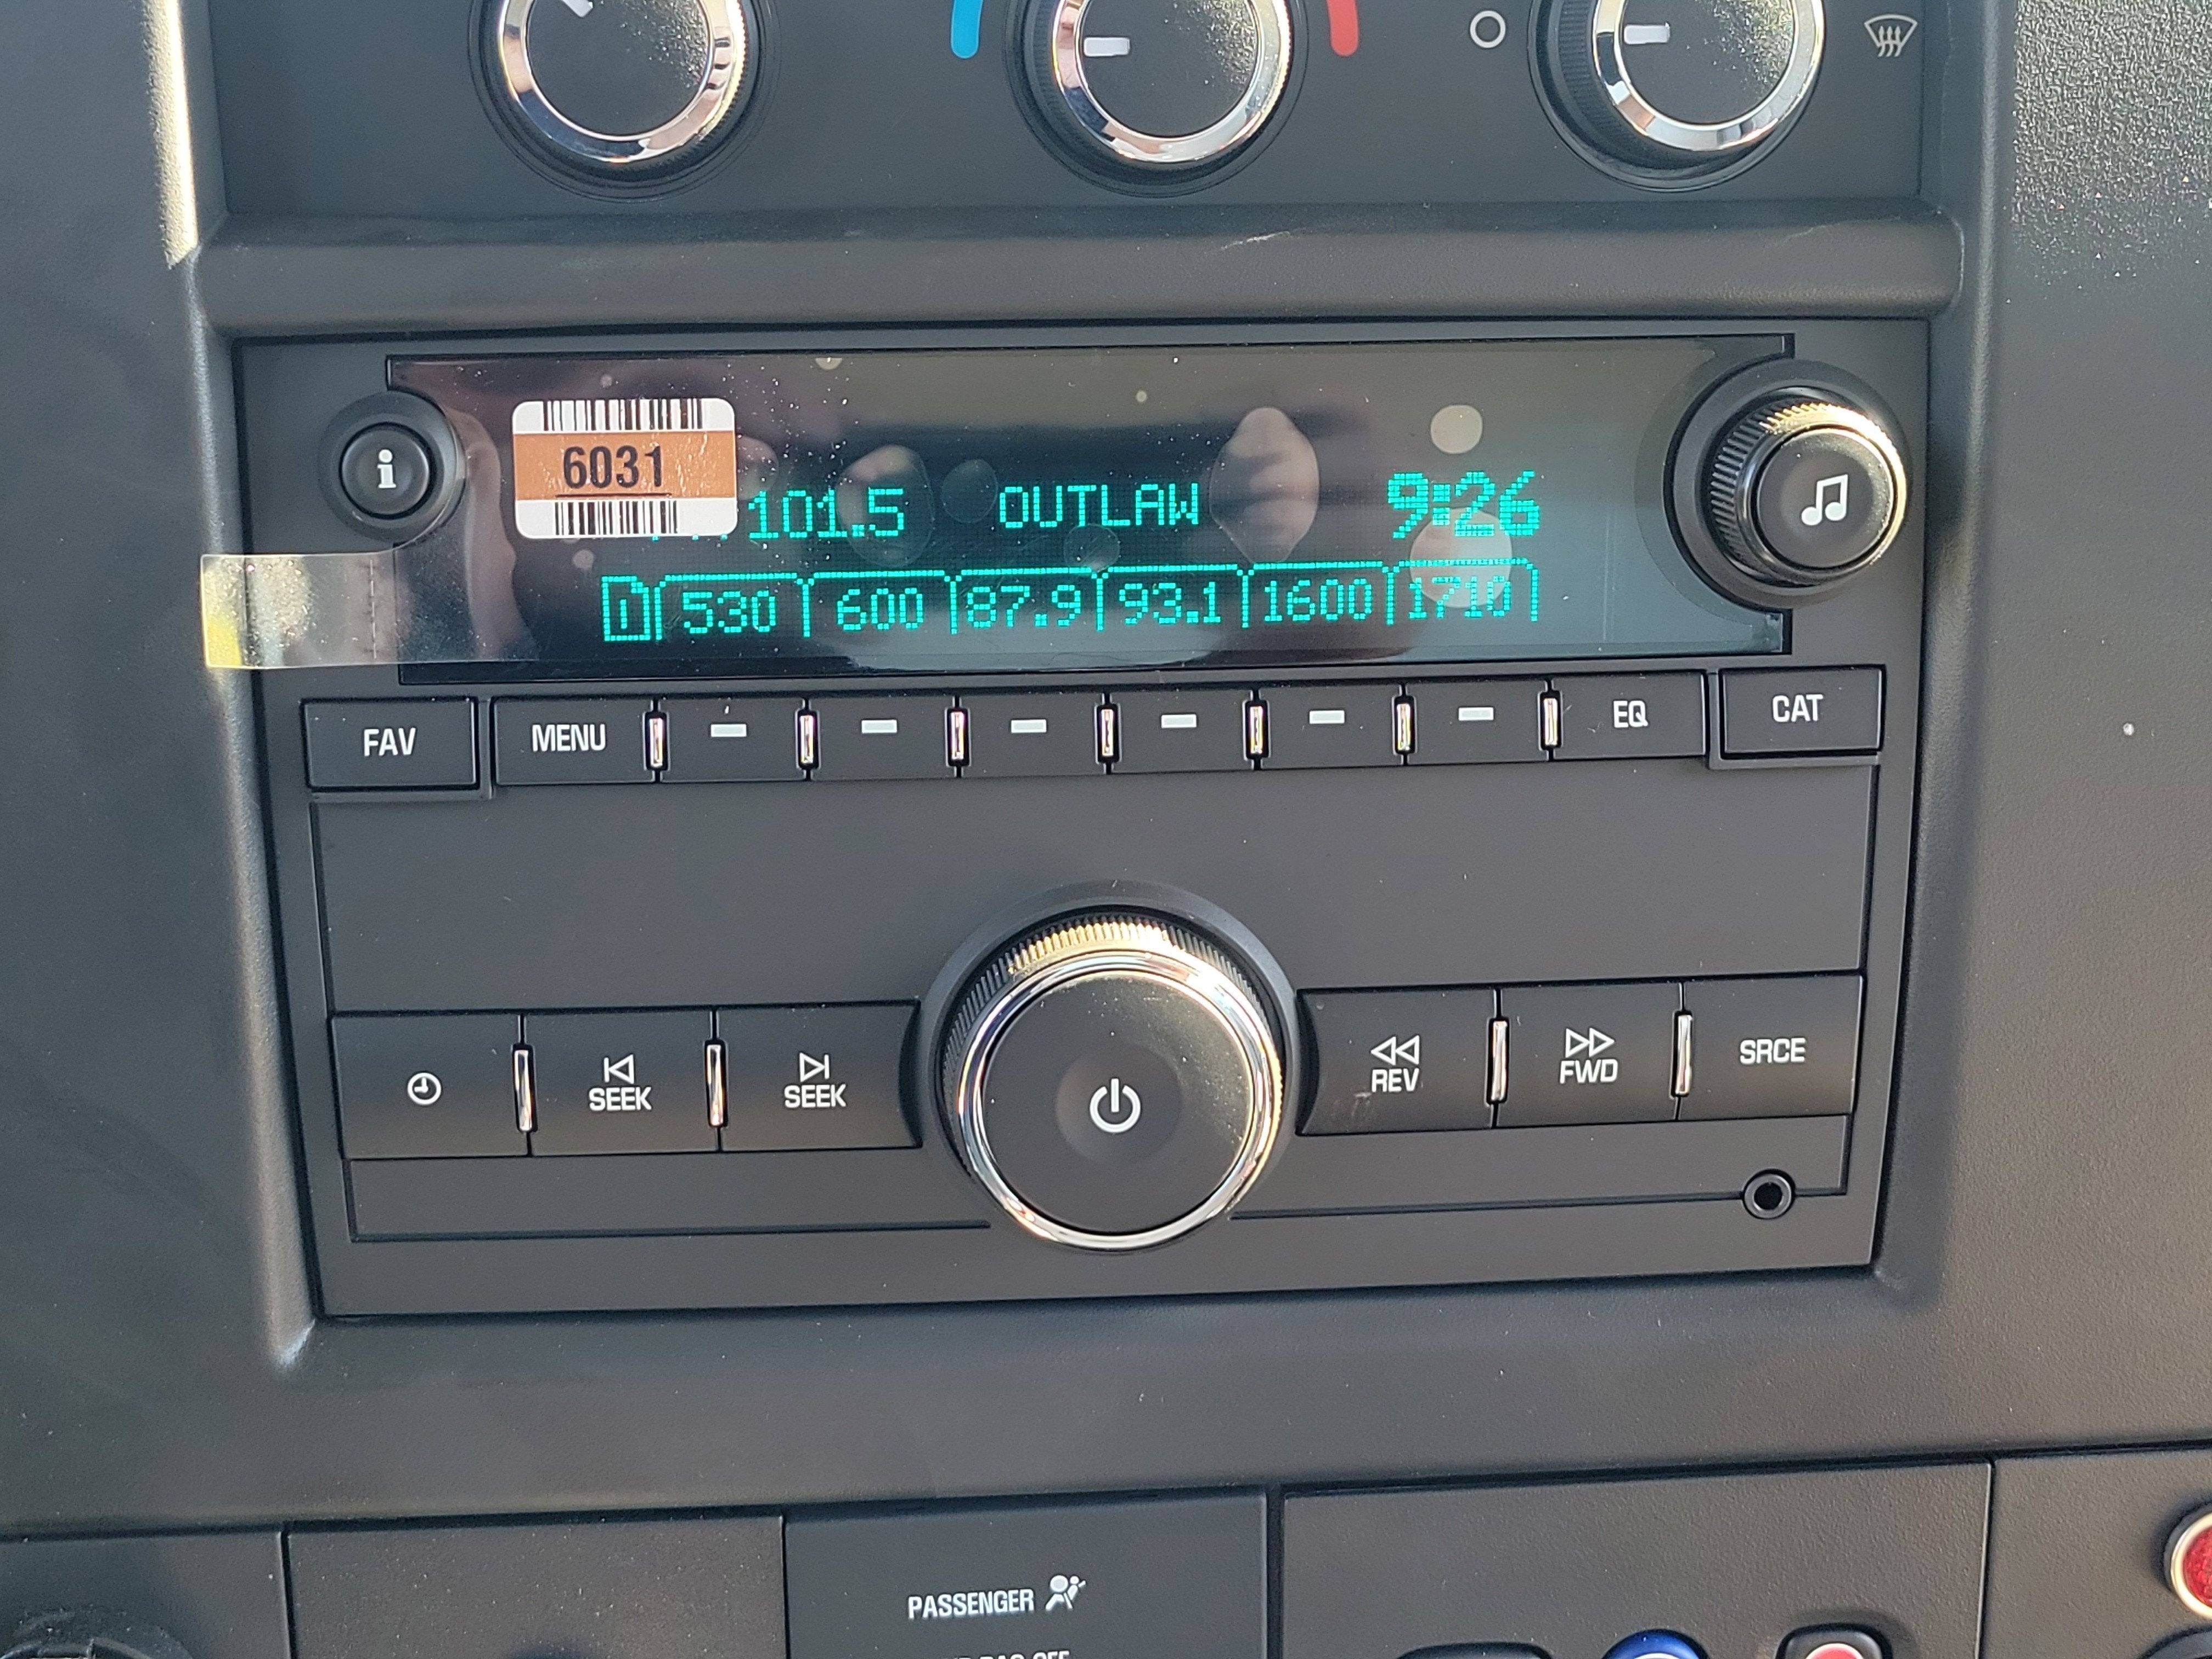 i
6031
101.5 OUTLAW 9:26
1 530 600 87.9 93.1 1600 1710
FAV MENU EQ CAT
SEEK SEEK REV FWD SRCE
PASSENGER